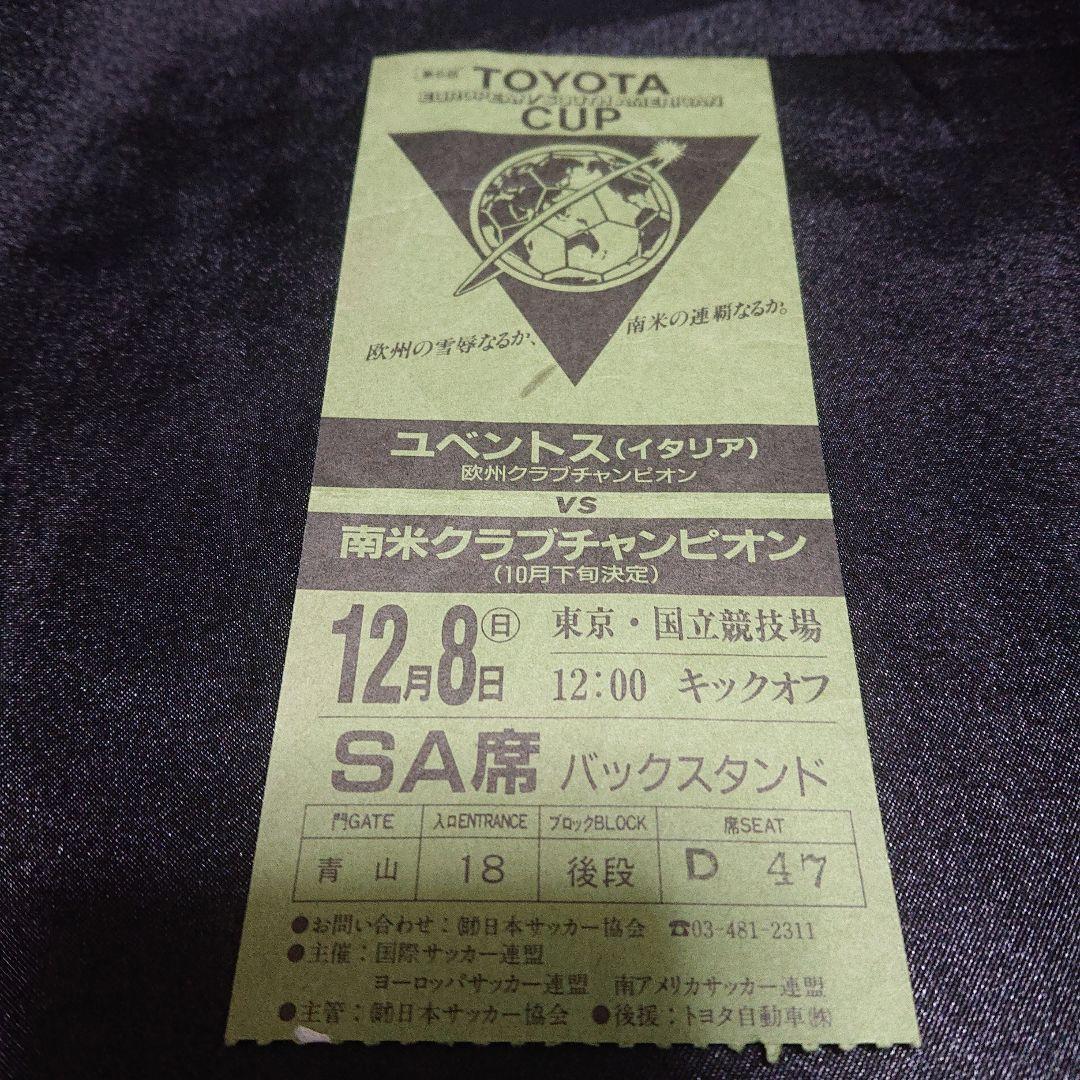 第6回 TOYOTA
EUROPEAN/SOUTH AMERICAN
CUP
欧州の雪辱なるか、
南米の連覇なるか。
ユベントス(イタリア)
欧州クラブチャンピオン
VS
南米クラブチャンピオン
(10月下旬決定)
12月8日㊐
東京・国立競技場
12:00 キックオフ
SA席 バックスタンド
門GATE 入口ENTRANCE ブロックBLOCK 席SEAT
青山 18 後段 D 47
●お問い合わせ:㈶日本サッカー協会 ☎03-481-2311
●主催:国際サッカー連盟
ヨーロッパサッカー連盟 南アメリカサッカー連盟
●主管:㈶日本サッカー協会 ●後援:トヨタ自動車㈱